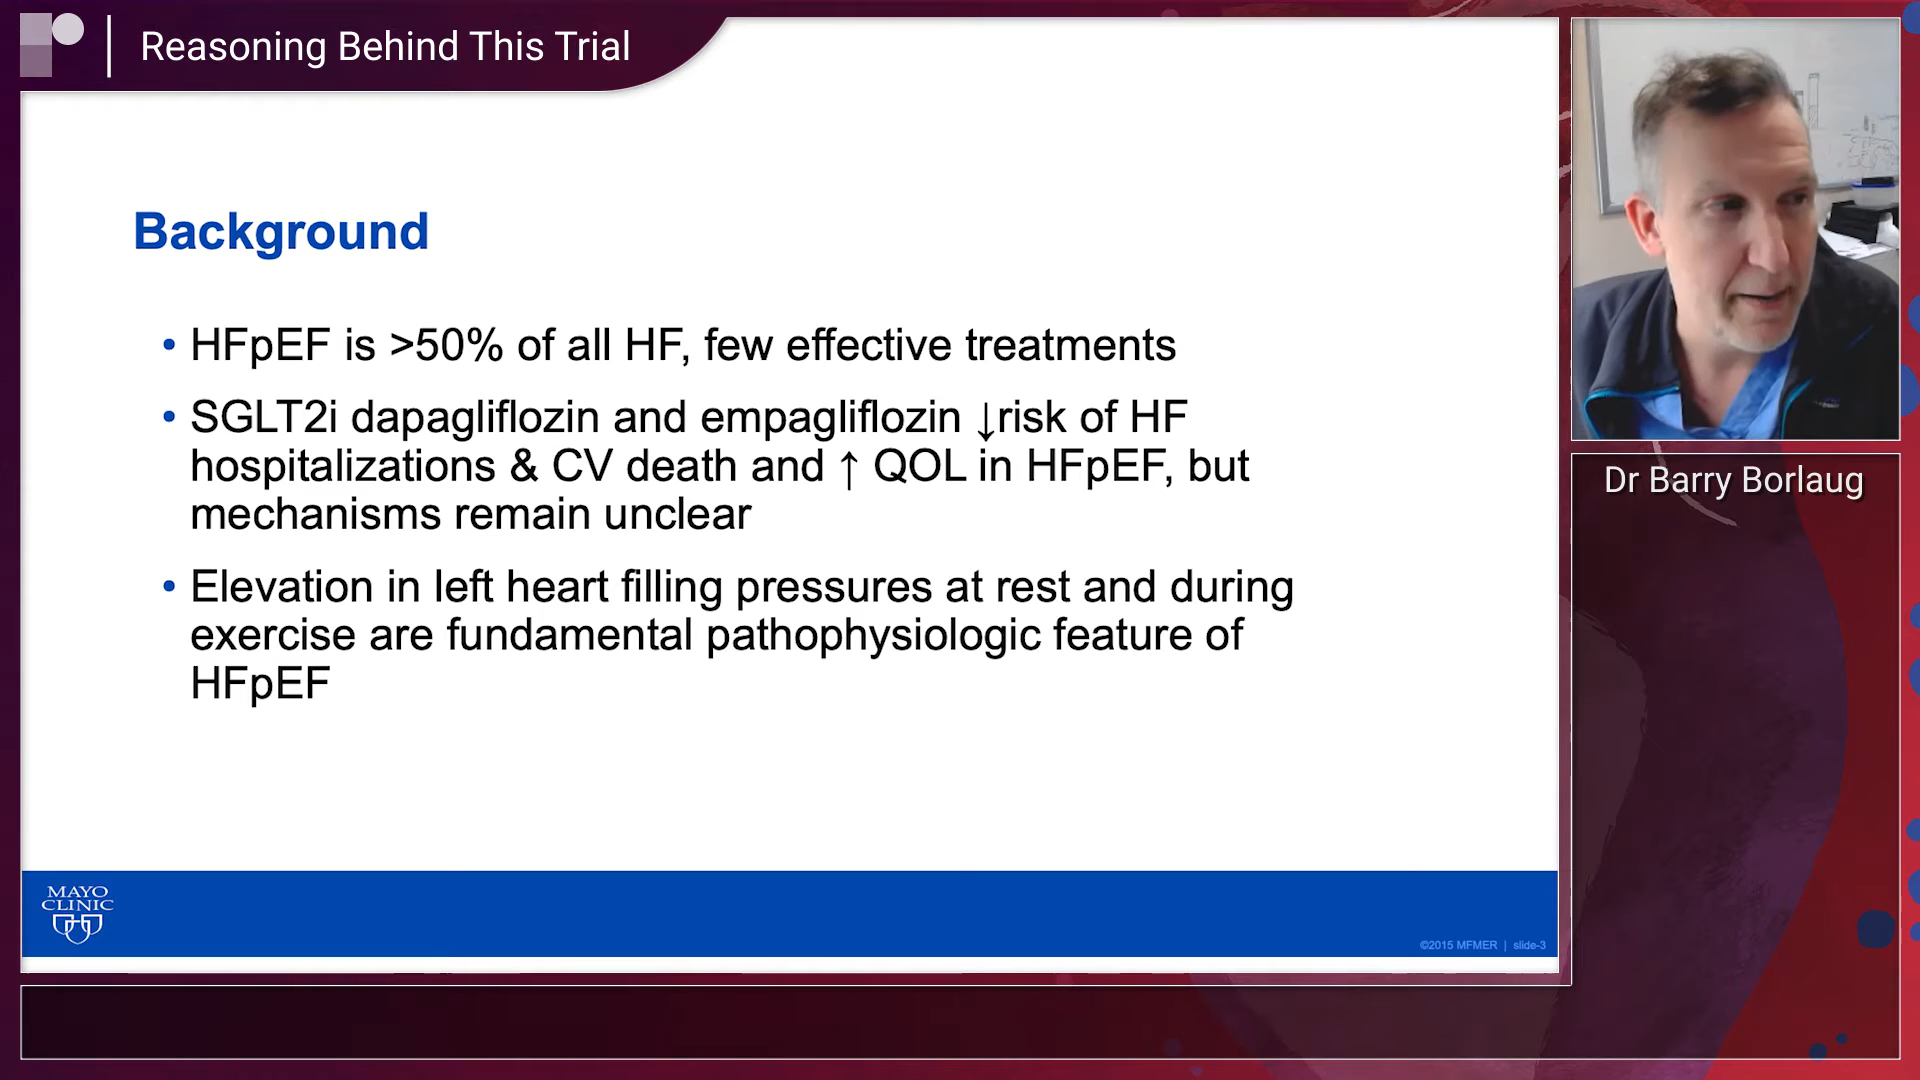 Reasoning Behind This Trial
Background
• HFpEF is >50% of all HF, few effective treatments
• SGLT2i dapagliflozin and empagliflozin ↓risk of HF
hospitalizations & CV death and ↑ QOL in HFpEF, but
mechanisms remain unclear
• Elevation in left heart filling pressures at rest and during
exercise are fundamental pathophysiologic feature of
HFpEF
MAYO
CLINIC
©2015 MFMER | slide-3
Dr Barry Borlaug